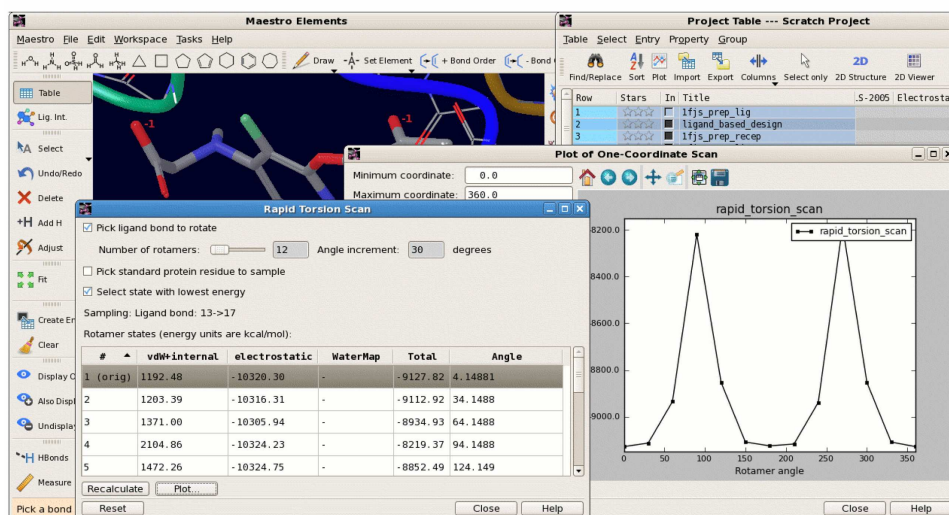 Maestro Elements
Maestro File Edit Workspace Tasks Help
Draw Set Element + Bond Order - Bond
Table
Lig. Int.
Select
Undo/Redo
Delete
+H Add H
Adjust
Fit
Create En
Clear
Display O
Also Displ
Undisplay
HBonds
Measure
Pick a bond
-1
-1
Project Table --- Scratch Project
Table Select Entry Property Group
2D
Find/Replace Sort Plot Import Export Columns Select only 2D Structure 2D Viewer
Row Stars In Title .S-2005 Electrosta
1 1fjs_prep_lig
2 ligand_based_design
3 1fjs_prep_recep
Plot of One-Coordinate Scan
Minimum coordinate: 0.0
Maximum coordinate: 360.0
rapid_torsion_scan
rapid_torsion_scan
8200.0
8400.0
8600.0
8800.0
9000.0
0 50 100 150 200 250 300 350
Rotamer angle
Close Help
Rapid Torsion Scan
Pick ligand bond to rotate
Number of rotamers: 12 Angle increment: 30 degrees
Pick standard protein residue to sample
Select state with lowest energy
Sampling: Ligand bond: 13->17
Rotamer states (energy units are kcal/mol):
# vdW+internal electrostatic WaterMap Total Angle
1 (orig) 1192.48 -10320.30 - -9127.82 4.14881
2 1203.39 -10316.31 - -9112.92 34.1488
3 1371.00 -10305.94 - -8934.93 64.1488
4 2104.86 -10324.23 - -8219.37 94.1488
5 1472.26 -10324.75 - -8852.49 124.149
Recalculate Plot...
Reset Close Help